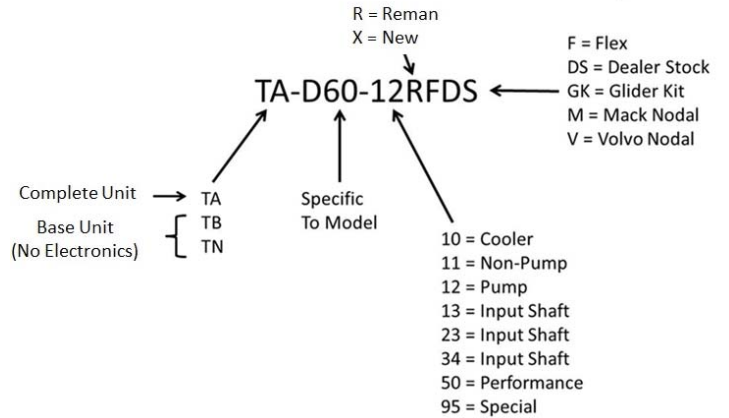 R = Reman
X = New
TA-D60-12RFDS
F = Flex
DS = Dealer Stock
GK = Glider Kit
M = Mack Nodal
V = Volvo Nodal
Complete Unit
TA
Base Unit
(No Electronics)
TB
TN
Specific
To Model
10 = Cooler
11 = Non-Pump
12 = Pump
13 = Input Shaft
23 = Input Shaft
34 = Input Shaft
50 = Performance
95 = Special